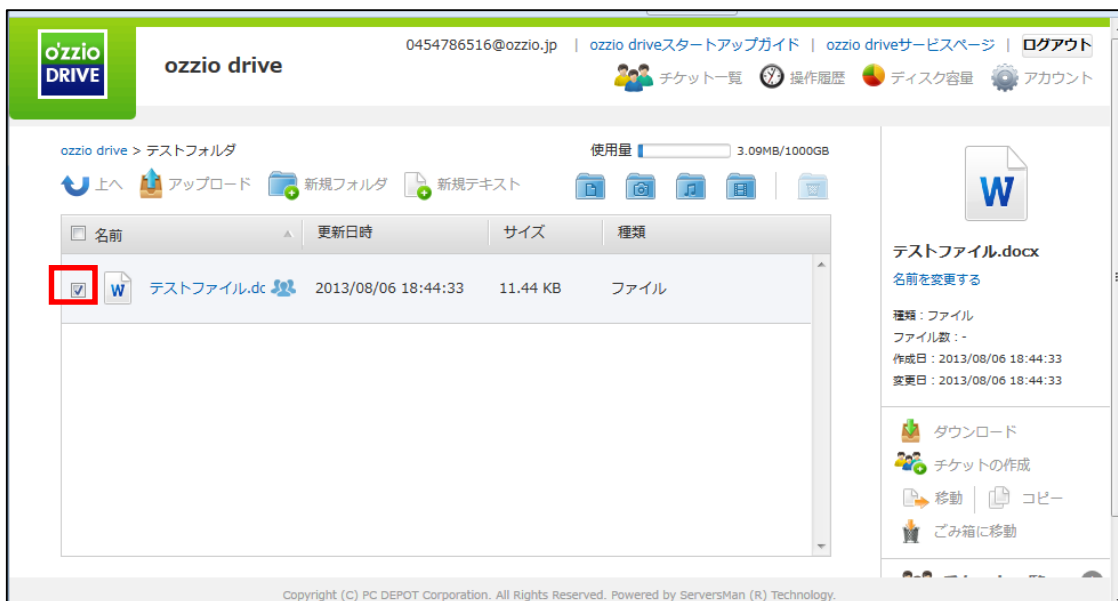 o'zzio
DRIVE
ozzio drive
0454786516@ozzio.jp | ozzio driveスタートアップガイド | ozzio driveサービスページ | ログアウト
チケット一覧 操作履歴 ディスク容量 アカウント
ozzio drive > テストフォルダ
使用量 3.09MB/1000GB
上へ アップロード 新規フォルダ 新規テキスト
名前 更新日時 サイズ 種類
W テストファイル.dc 2013/08/06 18:44:33 11.44 KB ファイル
W
テストファイル.docx
名前を変更する
種類：ファイル
ファイル数：-
作成日：2013/08/06 18:44:33
変更日：2013/08/06 18:44:33
ダウンロード
チケットの作成
移動 | コピー
ごみ箱に移動
Copyright (C) PC DEPOT Corporation. All Rights Reserved. Powered by ServersMan (R) Technology.